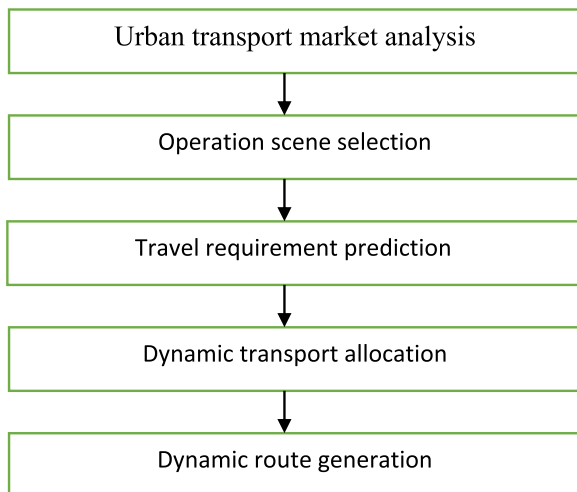 Urban transport market analysis
Operation scene selection
Travel requirement prediction
Dynamic transport allocation
Dynamic route generation